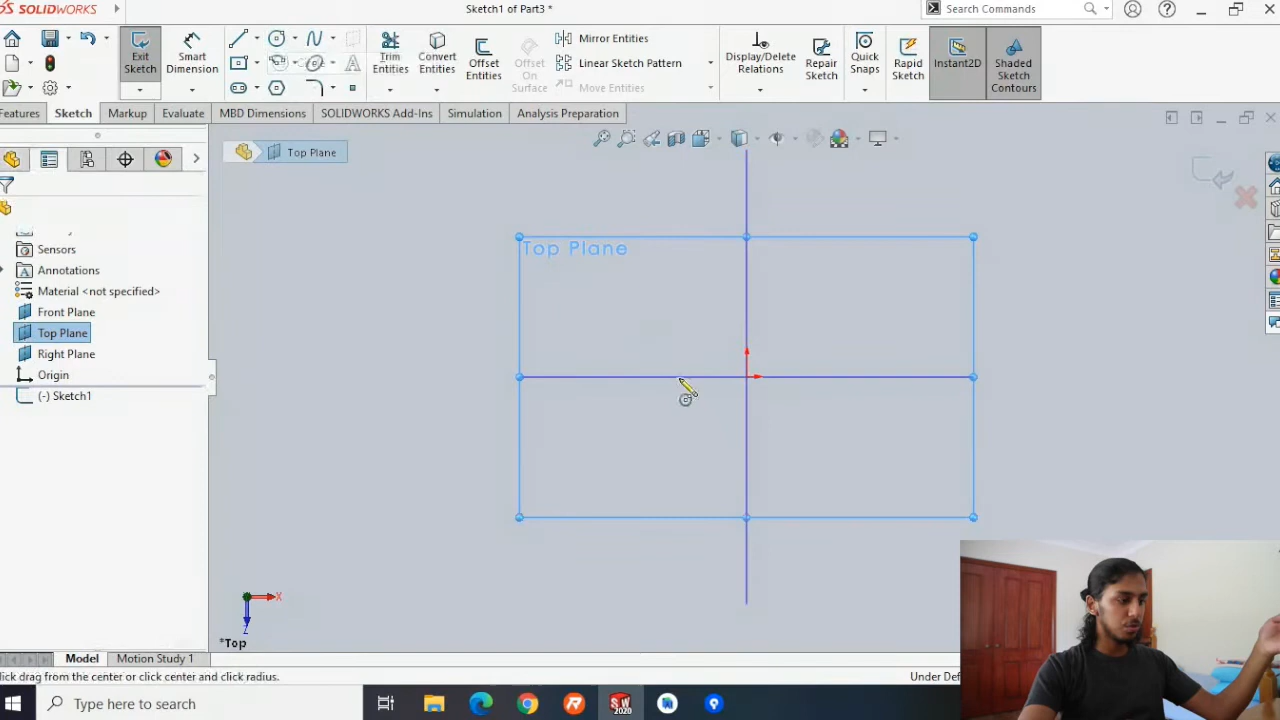 SOLIDWORKS
Sketch1 of Part3 *
Search Commands
Exit Sketch
Smart Dimension
Trim Entities
Convert Entities
Offset Entities
Offset On Surface
Mirror Entities
Linear Sketch Pattern
Move Entities
Display/Delete Relations
Repair Sketch
Quick Snaps
Rapid Sketch
Instant2D
Shaded Sketch Contours
Features
Sketch
Markup
Evaluate
MBD Dimensions
SOLIDWORKS Add-Ins
Simulation
Analysis Preparation
Top Plane
Top Plane
Sensors
Annotations
Material <not specified>
Front Plane
Top Plane
Right Plane
Origin
(-) Sketch1
X
Z
*Top
Model
Motion Study 1
lick drag from the center or click center and click radius.
Under Def
Type here to search
SW
2020